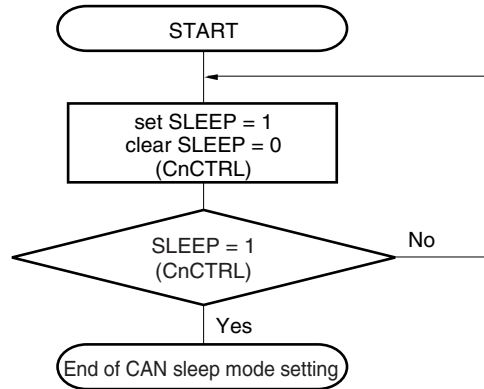 START
set SLEEP = 1
clear SLEEP = 0
(CnCTRL)
SLEEP = 1
(CnCTRL)
No
Yes
End of CAN sleep mode setting